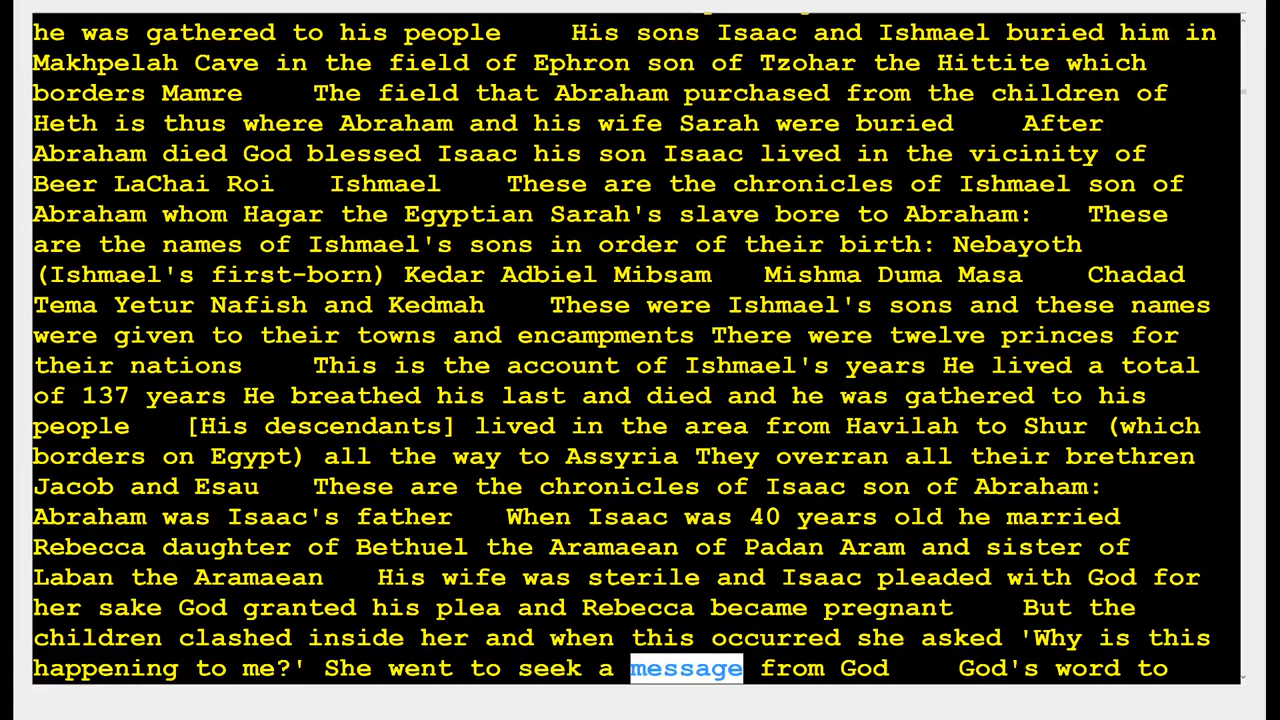 he was gathered to his people    His sons Isaac and Ishmael buried him in
Makhpelah Cave in the field of Ephron son of Tzohar the Hittite which
borders Mamre    The field that Abraham purchased from the children of
Heth is thus where Abraham and his wife Sarah were buried    After
Abraham died God blessed Isaac his son Isaac lived in the vicinity of
Beer LaChai Roi   Ishmael    These are the chronicles of Ishmael son of
Abraham whom Hagar the Egyptian Sarah's slave bore to Abraham:   These
are the names of Ishmael's sons in order of their birth: Nebayoth
(Ishmael's first-born) Kedar Adbiel Mibsam   Mishma Duma Masa    Chadad
Tema Yetur Nafish and Kedmah    These were Ishmael's sons and these names
were given to their towns and encampments There were twelve princes for
their nations    This is the account of Ishmael's years He lived a total
of 137 years He breathed his last and died and he was gathered to his
people   [His descendants] lived in the area from Havilah to Shur (which
borders on Egypt) all the way to Assyria They overran all their brethren
Jacob and Esau   These are the chronicles of Isaac son of Abraham:
Abraham was Isaac's father   When Isaac was 40 years old he married
Rebecca daughter of Bethuel the Aramaean of Padan Aram and sister of
Laban the Aramaean   His wife was sterile and Isaac pleaded with God for
her sake God granted his plea and Rebecca became pregnant    But the
children clashed inside her and when this occurred she asked 'Why is this
happening to me?' She went to seek a message from God    God's word to